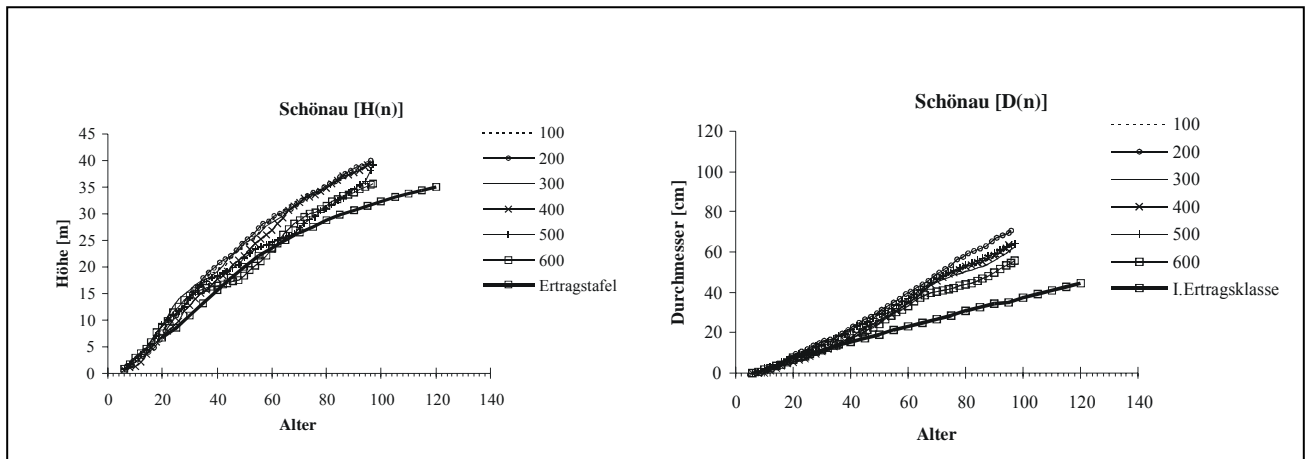 Schönau [H(n)]
Höhe [m]
45
40
35
30
25
20
15
10
5
0
0 20 40 60 80 100 120 140
Alter
100
200
300
400
500
600
Ertragstafel
Schönau [D(n)]
Durchmesser [cm]
120
100
80
60
40
20
0
0 20 40 60 80 100 120 140
Alter
100
200
300
400
500
600
I.Ertragsklasse